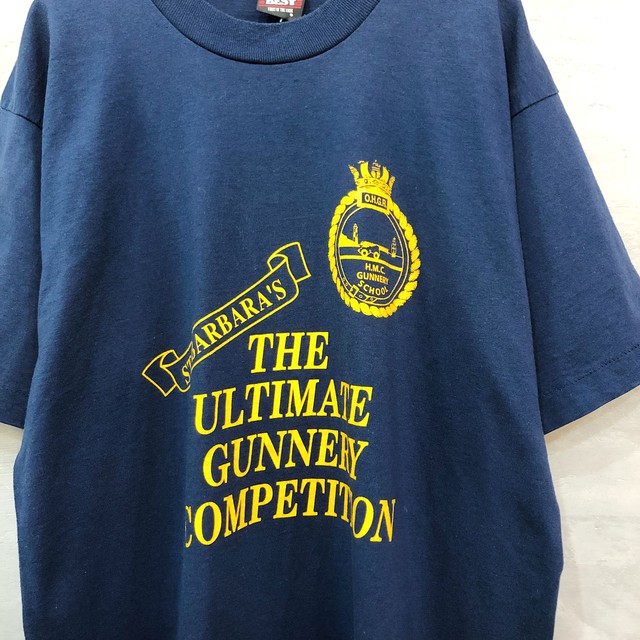 BEST
O.H.G.A
H.M.C
GUNNERY
SCHOOL
ST. BARBARA'S
THE
ULTIMATE
GUNNERY
COMPETITION